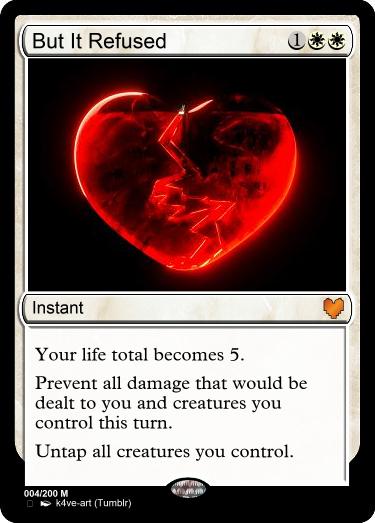 But It Refused 1
Instant
Your life total becomes 5.
Prevent all damage that would be
dealt to you and creatures you
control this turn.
Untap all creatures you control.
004/200 M
k4ve-art (Tumblr)